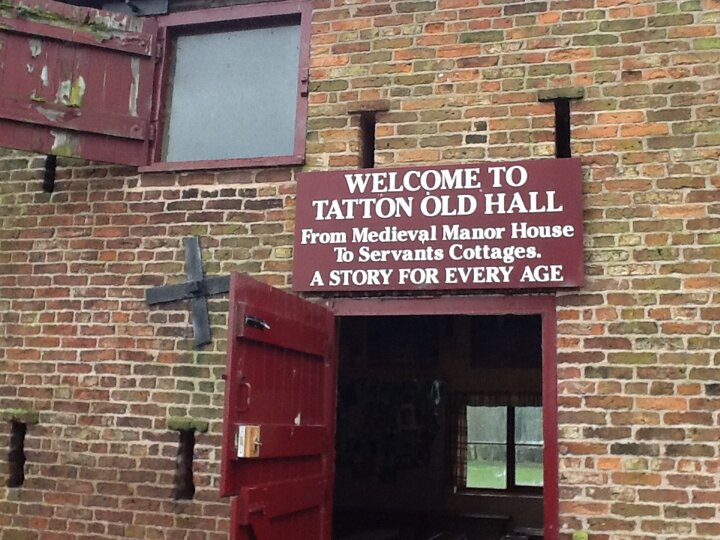 WELCOME TO
TATTON OLD HALL
From Medieval Manor House
To Servants Cottages.
A STORY FOR EVERY AGE